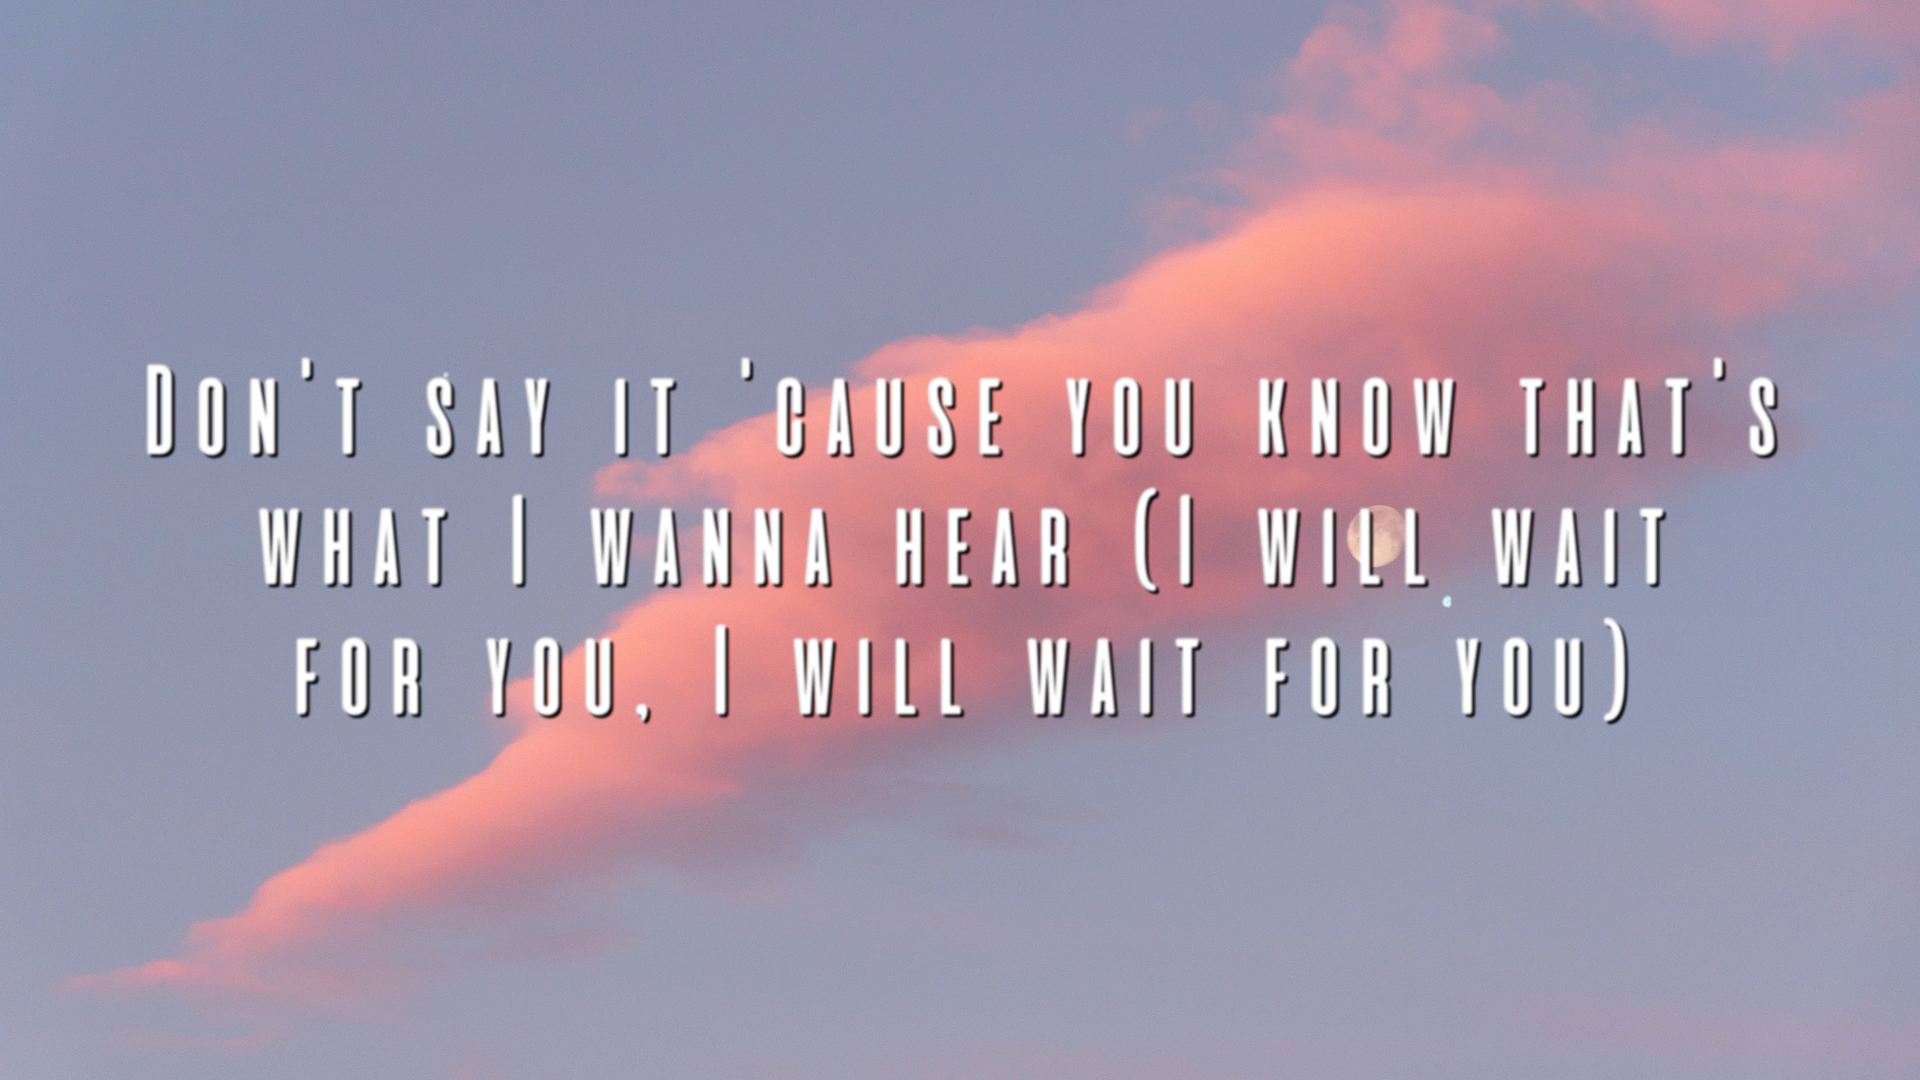 Don't say it 'cause you know that's
what I wanna hear (I will wait
for you, I will wait for you)